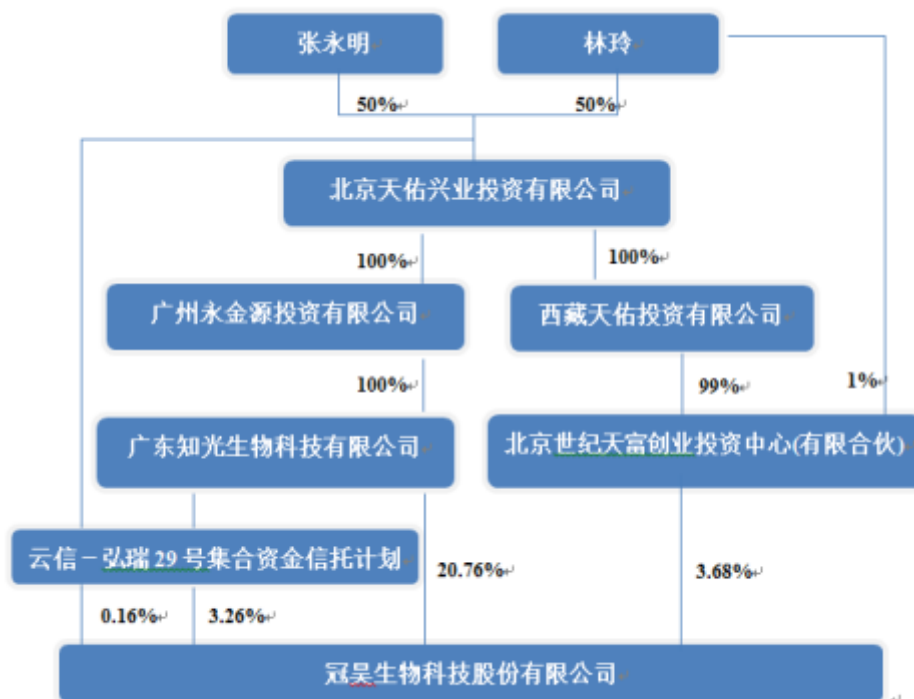 张永明
林玲
50%
50%
北京天佑兴业投资有限公司
100%
100%
广州永金源投资有限公司
西藏天佑投资有限公司
100%
99%
1%
广东知光生物科技有限公司
北京世纪天富创业投资中心(有限合伙)
云信－弘瑞29号集合资金信托计划
20.76%
3.68%
0.16%
3.26%
冠昊生物科技股份有限公司